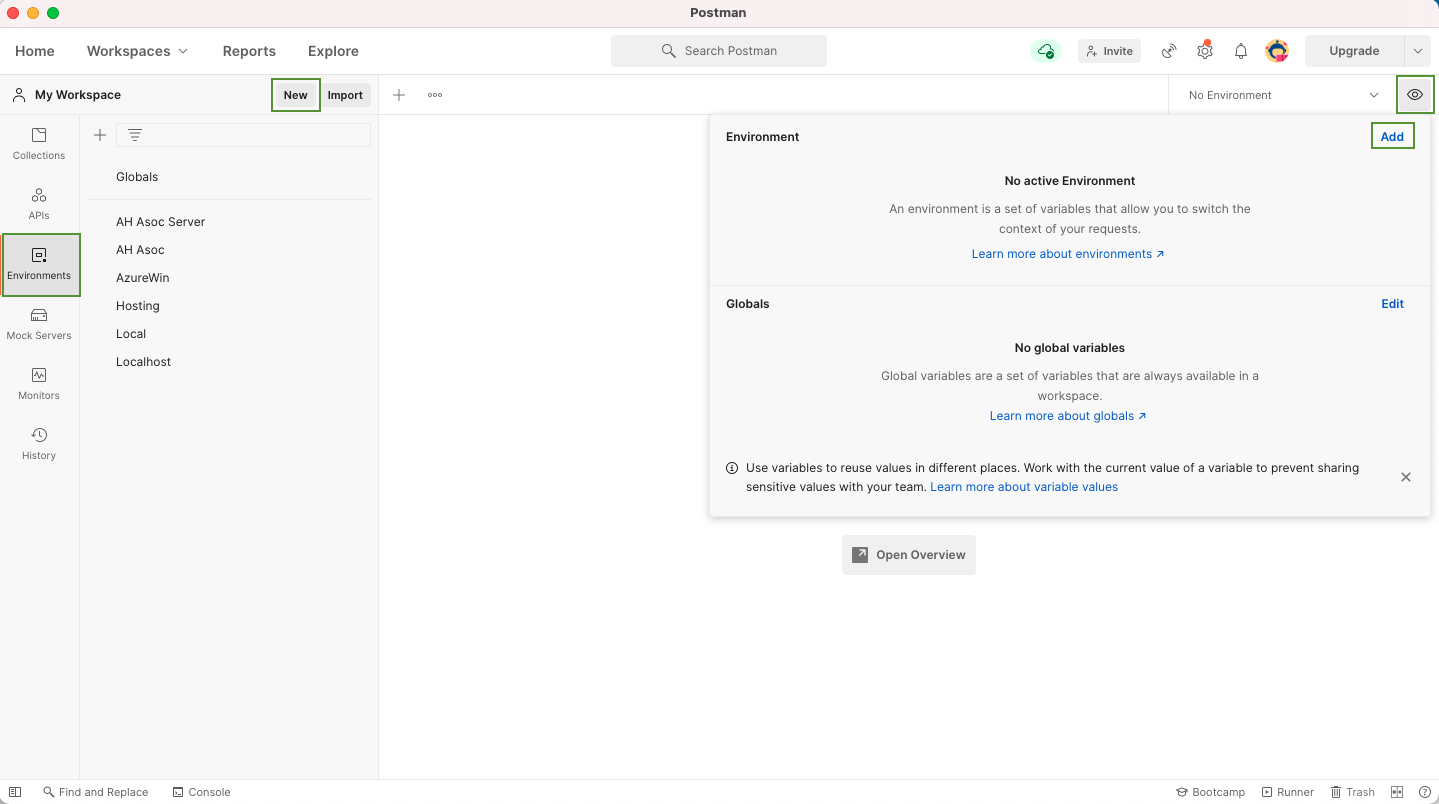 Postman
Home
Workspaces
Reports
Explore
Search Postman
Invite
Upgrade
My Workspace
New
Import
No Environment
Collections
APIs
Environments
Mock Servers
Monitors
History
Globals
AH Asoc Server
AH Asoc
AzureWin
Hosting
Local
Localhost
Environment
Add
No active Environment
An environment is a set of variables that allow you to switch the
context of your requests.
Learn more about environments ↗
Globals
Edit
No global variables
Global variables are a set of variables that are always available in a
workspace.
Learn more about globals ↗
Use variables to reuse values in different places. Work with the current value of a variable to prevent sharing
sensitive values with your team. Learn more about variable values
Open Overview
Find and Replace
Console
Bootcamp
Runner
Trash